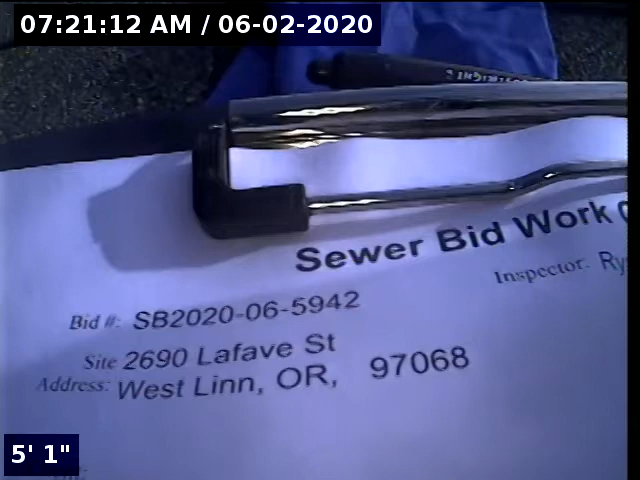 07:21:12 AM / 06-02-2020
Sewer Bid Work
Inspector:
Bid #: SB2020-06-5942
Site 2690 Lafave St
Address: West Linn, OR, 97068
5' 1"